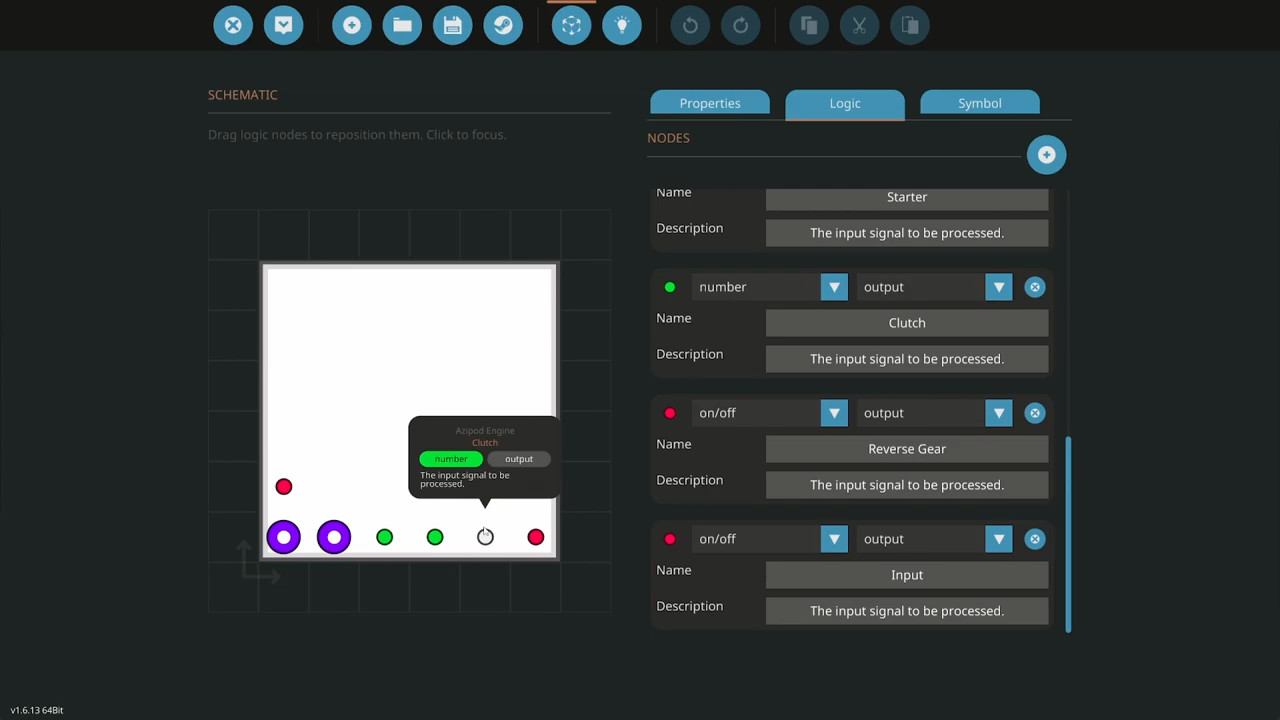 SCHEMATIC
Drag logic nodes to reposition them. Click to focus.
Azipod Engine
Clutch
number output
The input signal to be
processed.
Properties Logic Symbol
NODES
Name Starter
Description The input signal to be processed.
number output
Name Clutch
Description The input signal to be processed.
on/off output
Name Reverse Gear
Description The input signal to be processed.
on/off output
Name Input
Description The input signal to be processed.
v1.6.13 64Bit